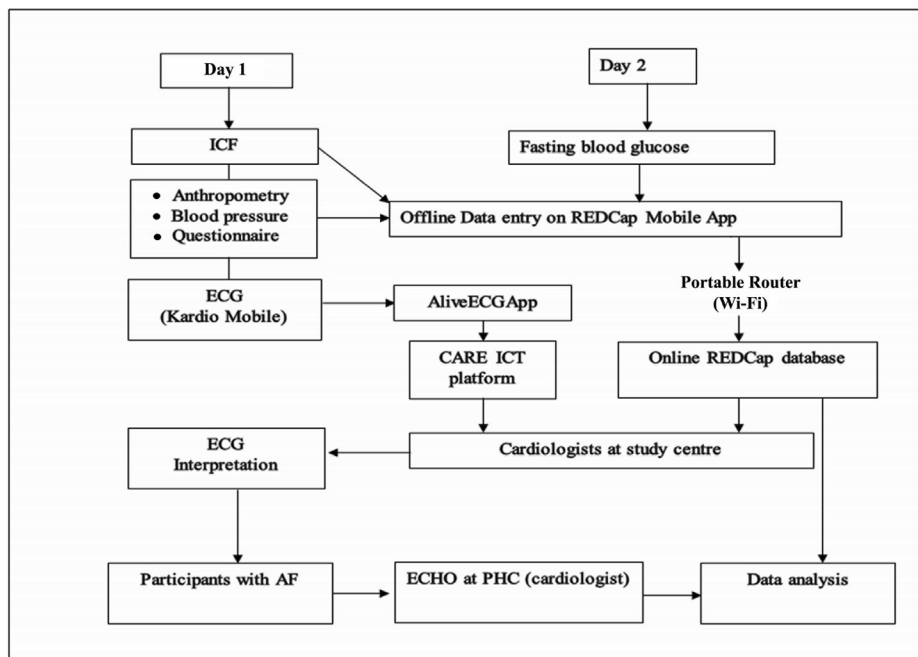 Day 1
Day 2
ICF
Fasting blood glucose
• Anthropometry
• Blood pressure
• Questionnaire
Offline Data entry on REDCap Mobile App
ECG
(Kardio Mobile)
AliveECGApp
Portable Router
(Wi-Fi)
CARE ICT
platform
Online REDCap database
ECG
Interpretation
Cardiologists at study centre
Participants with AF
ECHO at PHC (cardiologist)
Data analysis